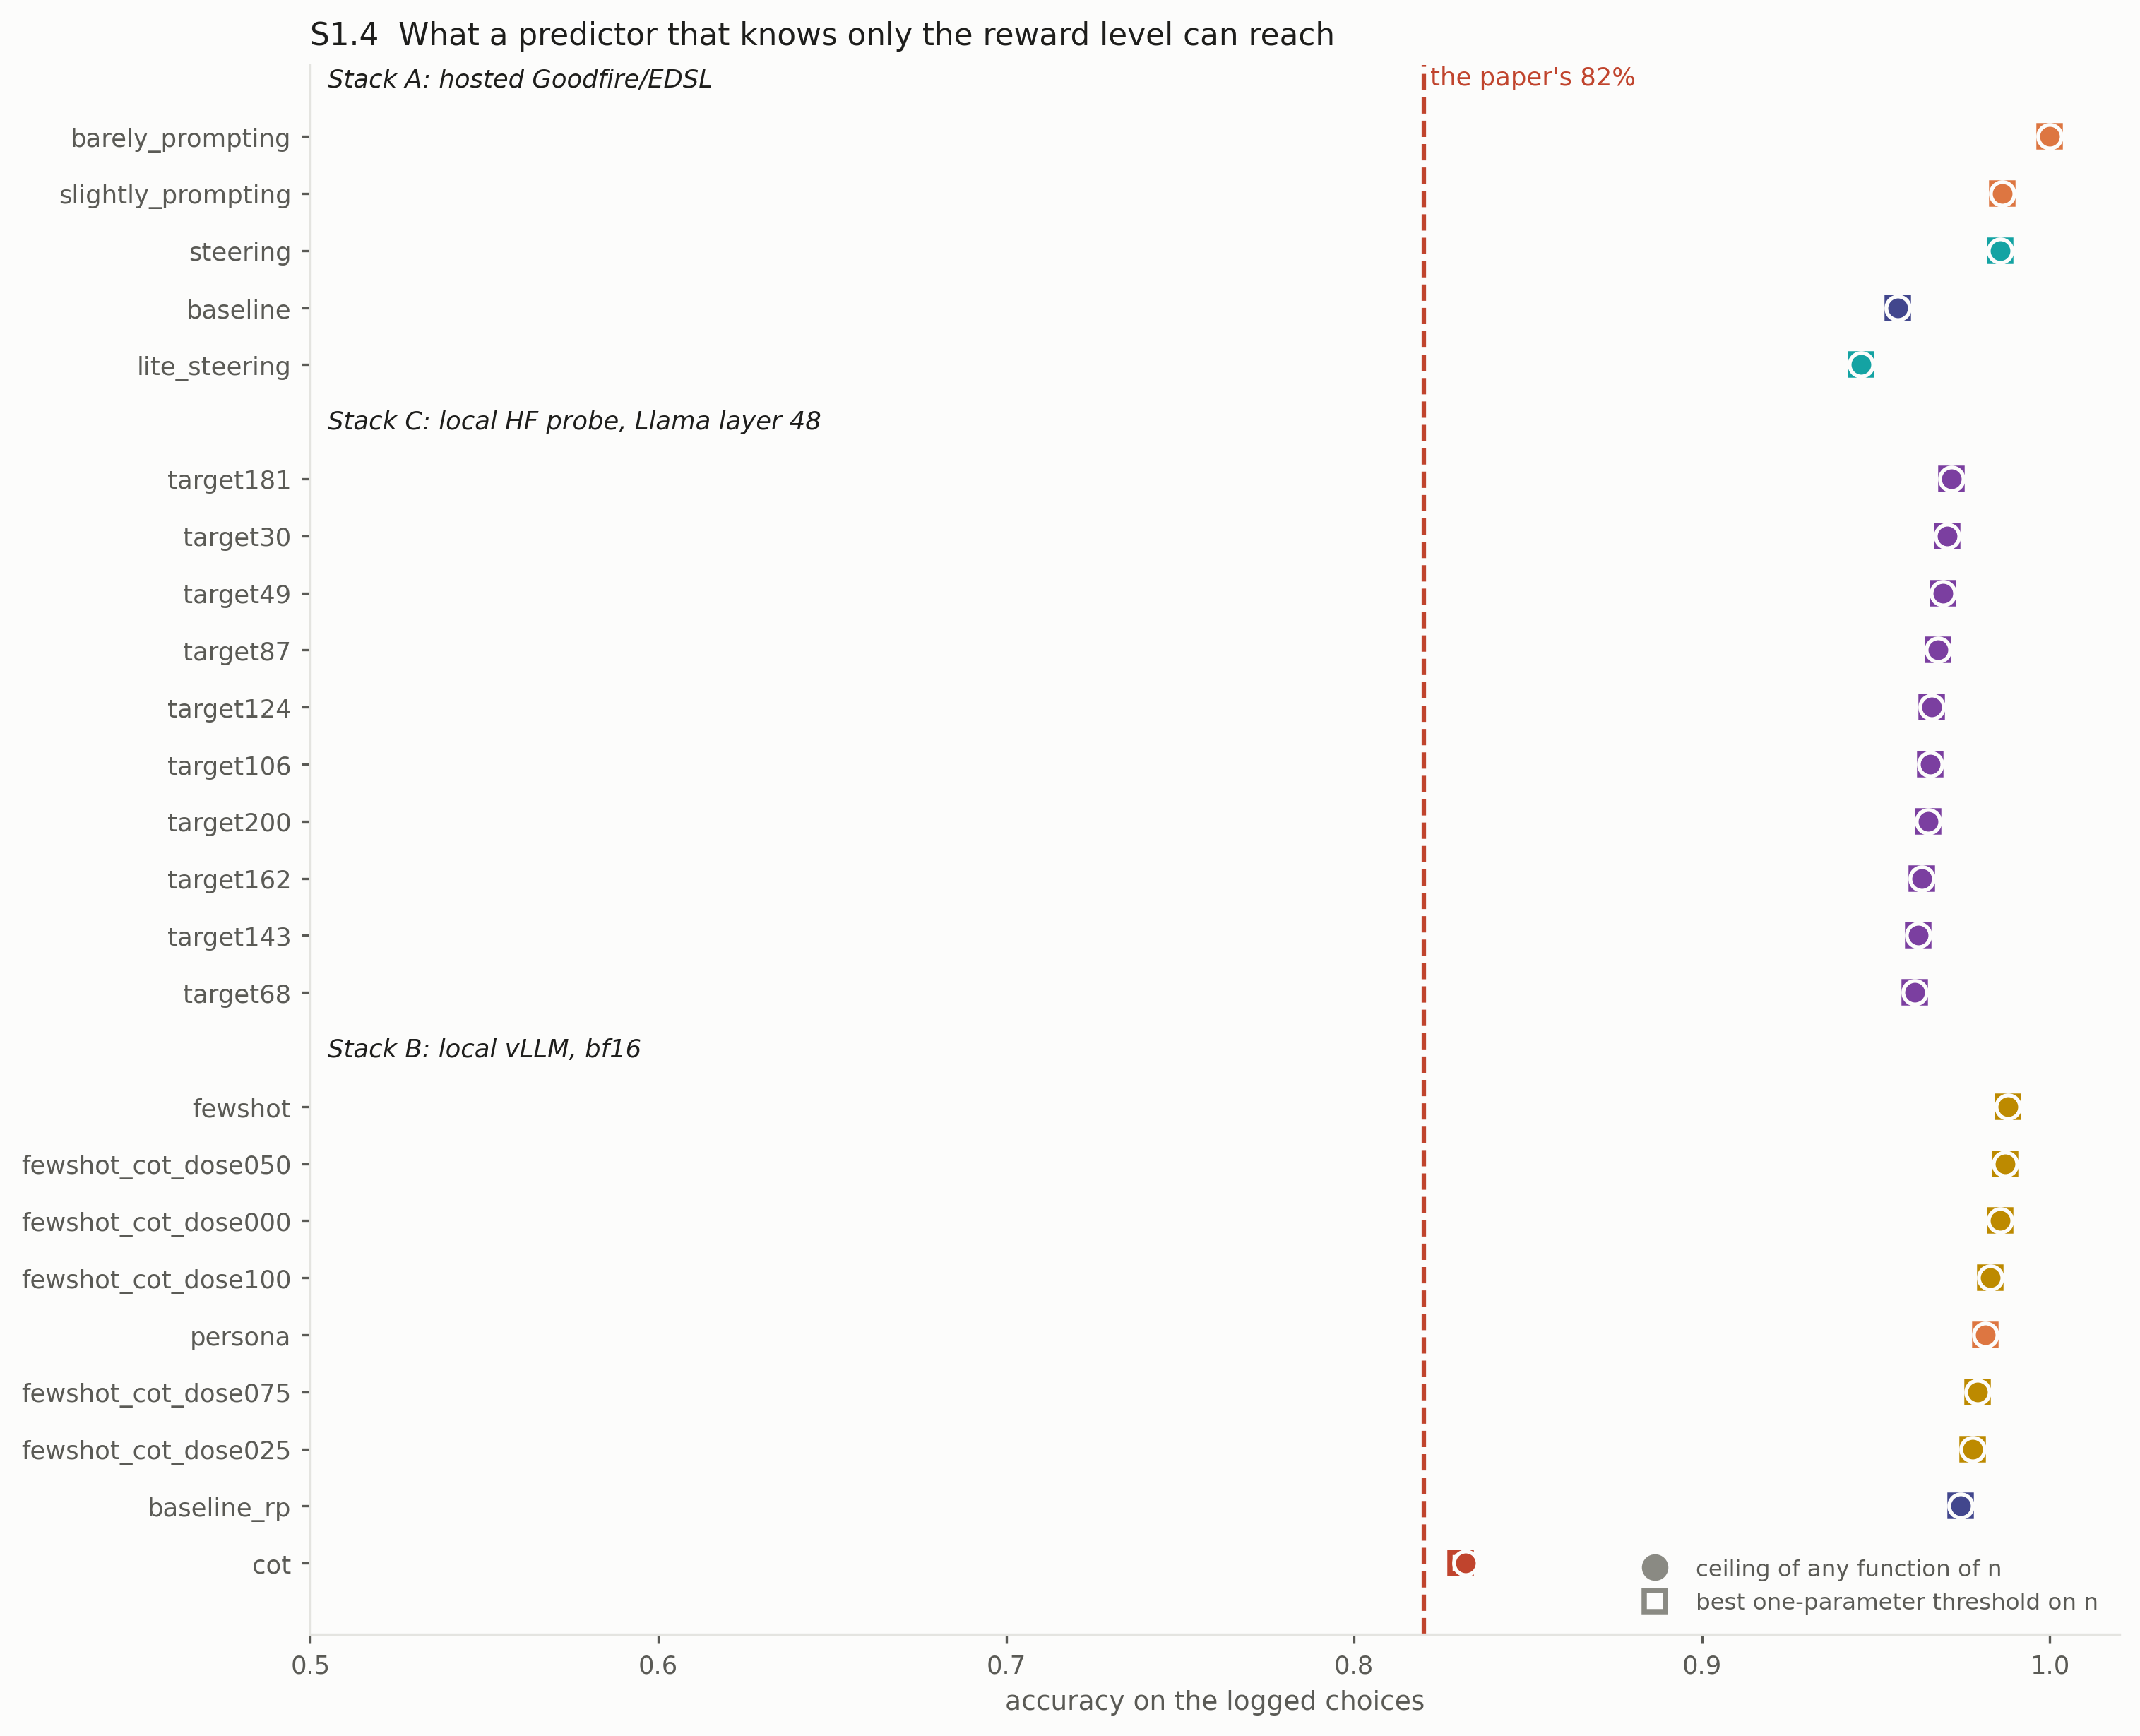 S1.4 What a predictor that knows only the reward level can reach
Stack A: hosted Goodfire/EDSL
the paper's 82%
barely_prompting
slightly_prompting
steering
baseline
lite_steering
Stack C: local HF probe, Llama layer 48
target181
target30
target49
target87
target124
target106
target200
target162
target143
target68
Stack B: local vLLM, bf16
fewshot
fewshot_cot_dose050
fewshot_cot_dose000
fewshot_cot_dose100
persona
fewshot_cot_dose075
fewshot_cot_dose025
baseline_rp
cot
ceiling of any function of n
best one-parameter threshold on n
0.5 0.6 0.7 0.8 0.9 1.0
accuracy on the logged choices